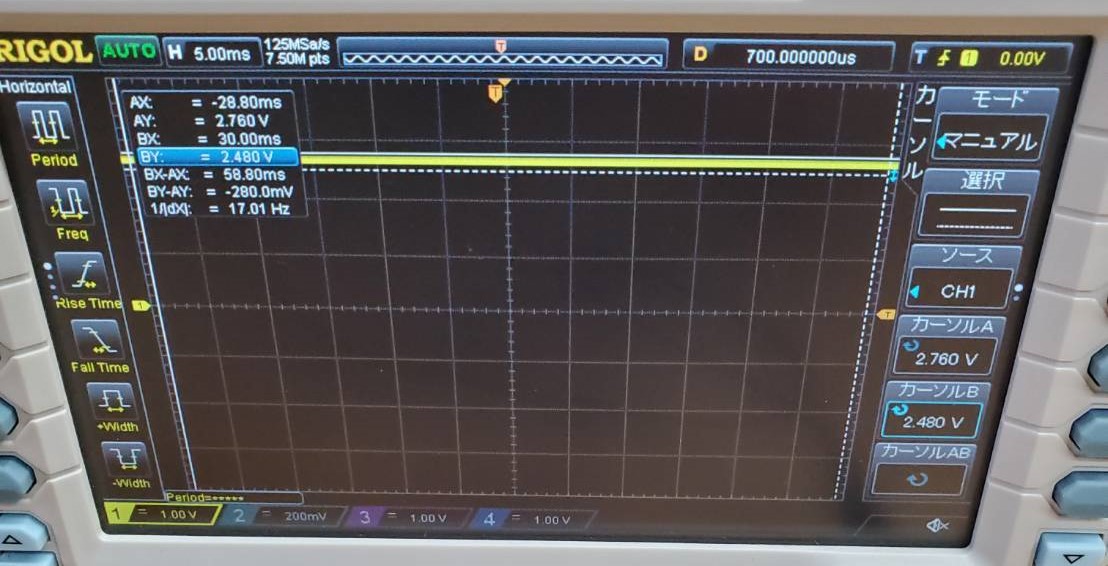 RIGOL AUTO H 5.00ms 125MSa/s 7.50M pts T D 700.000000us T 1 0.00V
Horizontal
Period
Freq
Rise Time
Fall Time
+Width
-Width
T
AX: = -28.80ms
AY: = 2.760 V
BX: = 30.00ms
BY: = 2.480 V
BX-AX: = 58.80ms
BY-AY: = -280.0mV
1/|dX|: = 17.01 Hz
1
T
カーソル
モード
マニュアル
選択
ソース
CH1
カーソルA
2.760 V
カーソルB
2.480 V
カーソルAB
Period=*****
1 = 1.00 V 2 = 200mV 3 = 1.00 V 4 = 1.00 V